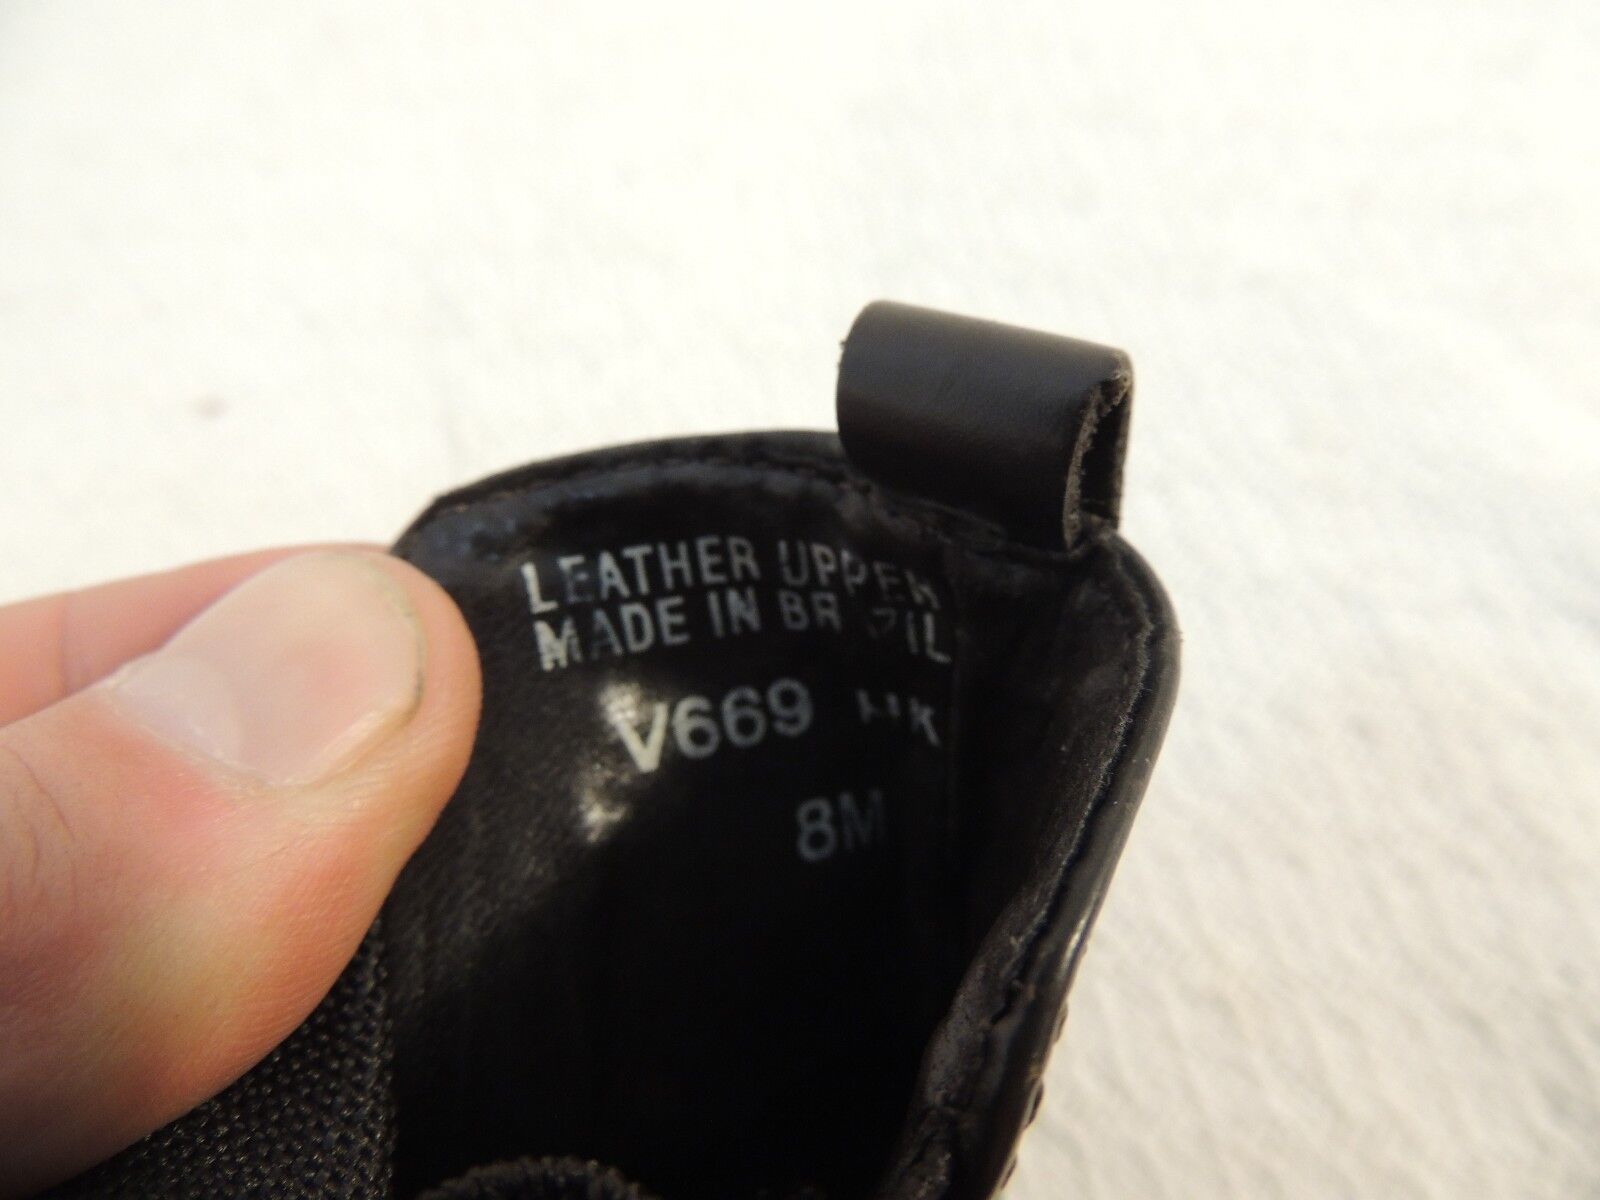 LEATHER UPPER
MADE IN BRAZIL
V669
8M